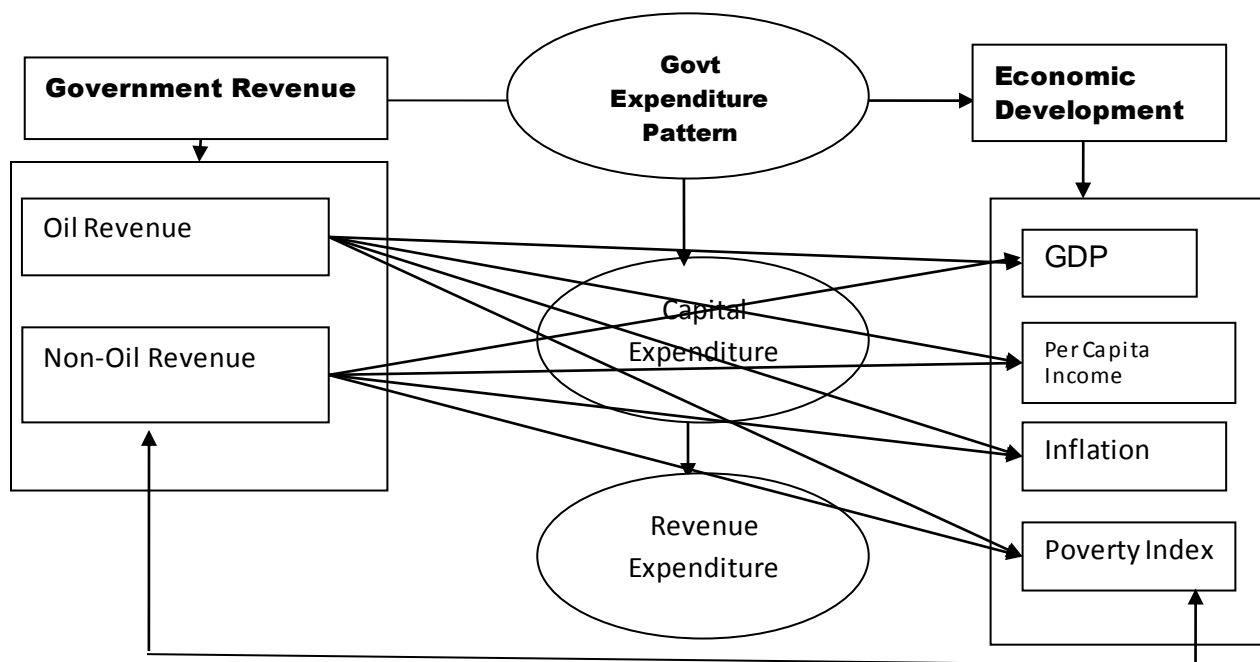 Government Revenue
Govt
Expenditure
Pattern
Economic
Development
Oil Revenue
Non-Oil Revenue
Capital
Expenditure
Revenue
Expenditure
GDP
Per Capita
Income
Inflation
Poverty Index